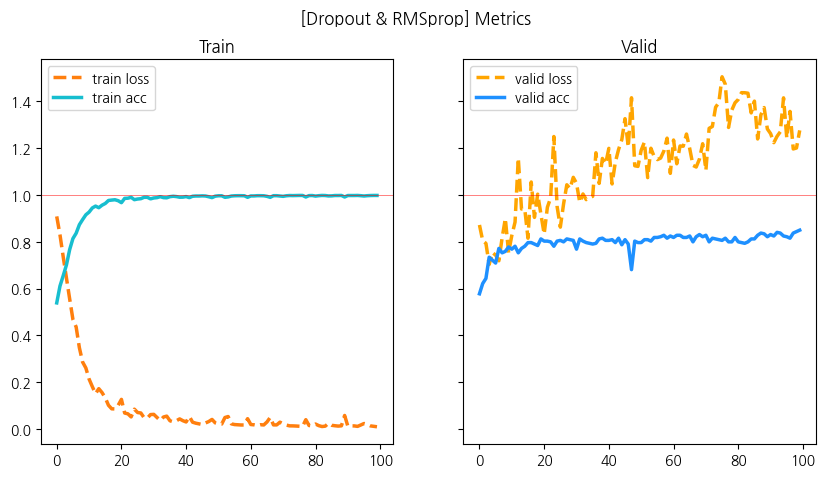 [Dropout & RMSprop] Metrics
Train
Valid
train loss
train acc
valid loss
valid acc
1.4
1.2
1.0
0.8
0.6
0.4
0.2
0.0
0 20 40 60 80 100
0 20 40 60 80 100